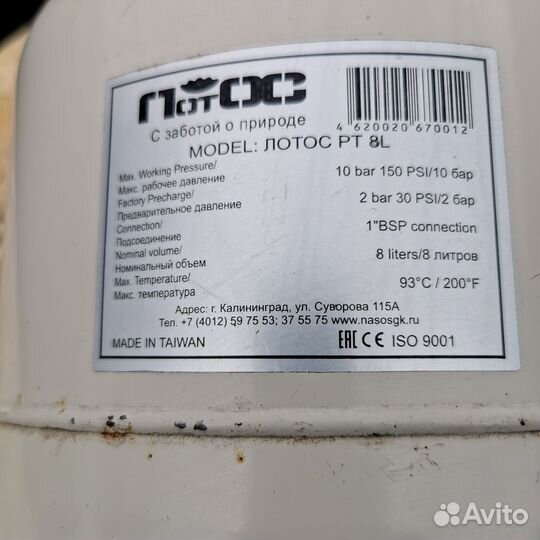 ЛОТОС
С заботой о природе
4 620020 670012
MODEL: ЛОТОС PT 8L
Max. Working Pressure/
Макс. рабочее давление 10 bar 150 PSI/10 бар
Factory Precharge/
Предварительное давление 2 bar 30 PSI/2 бар
Connection/
Подсоединение 1"BSP connection
Nominal volume/
Номинальный объем 8 liters/8 литров
Max. Temperature/
Макс. температура 93°C / 200°F
Адрес: г. Калининград, ул. Суворова 115А
Тел. +7 (4012) 59 75 53; 37 55 75 www.nasosgk.ru
MADE IN TAIWAN EAC CE ISO 9001
Avito